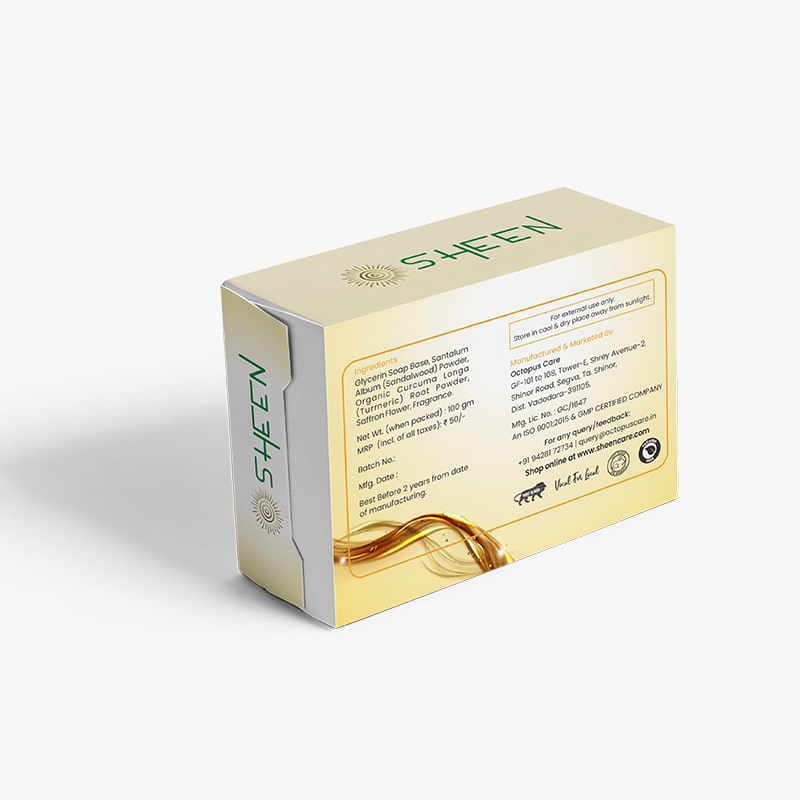 SHEEN
SHEEN
Ingredients
Glycerin Soap Base, Santalum
Album (Sandalwood) Powder,
Organic Curcuma Longa
(Turmeric) Root Powder,
Saffron Flower, Fragrance.
Net Wt. (when packed) : 100 gm
MRP (incl. of all taxes): ₹ 50/-
Batch No.:
Mfg. Date :
Best Before 2 years from date
of manufacturing.
For external use only.
Store in cool & dry place away from sunlight.
Manufactured & Marketed By:
Octopus Care
GF-101 to 108, Tower-E, Shrey Avenue-2,
Shinor Road, Segva, Ta. Shinor,
Dist. Vadodara-391105.
Mfg. Lic. No. : GC/1647
An ISO 9001:2015 & GMP CERTIFIED COMPANY
For any query/feedback:
+91 94281 72734 | query@octopuscare.in
Shop online at www.sheencare.com
Vocal For Local